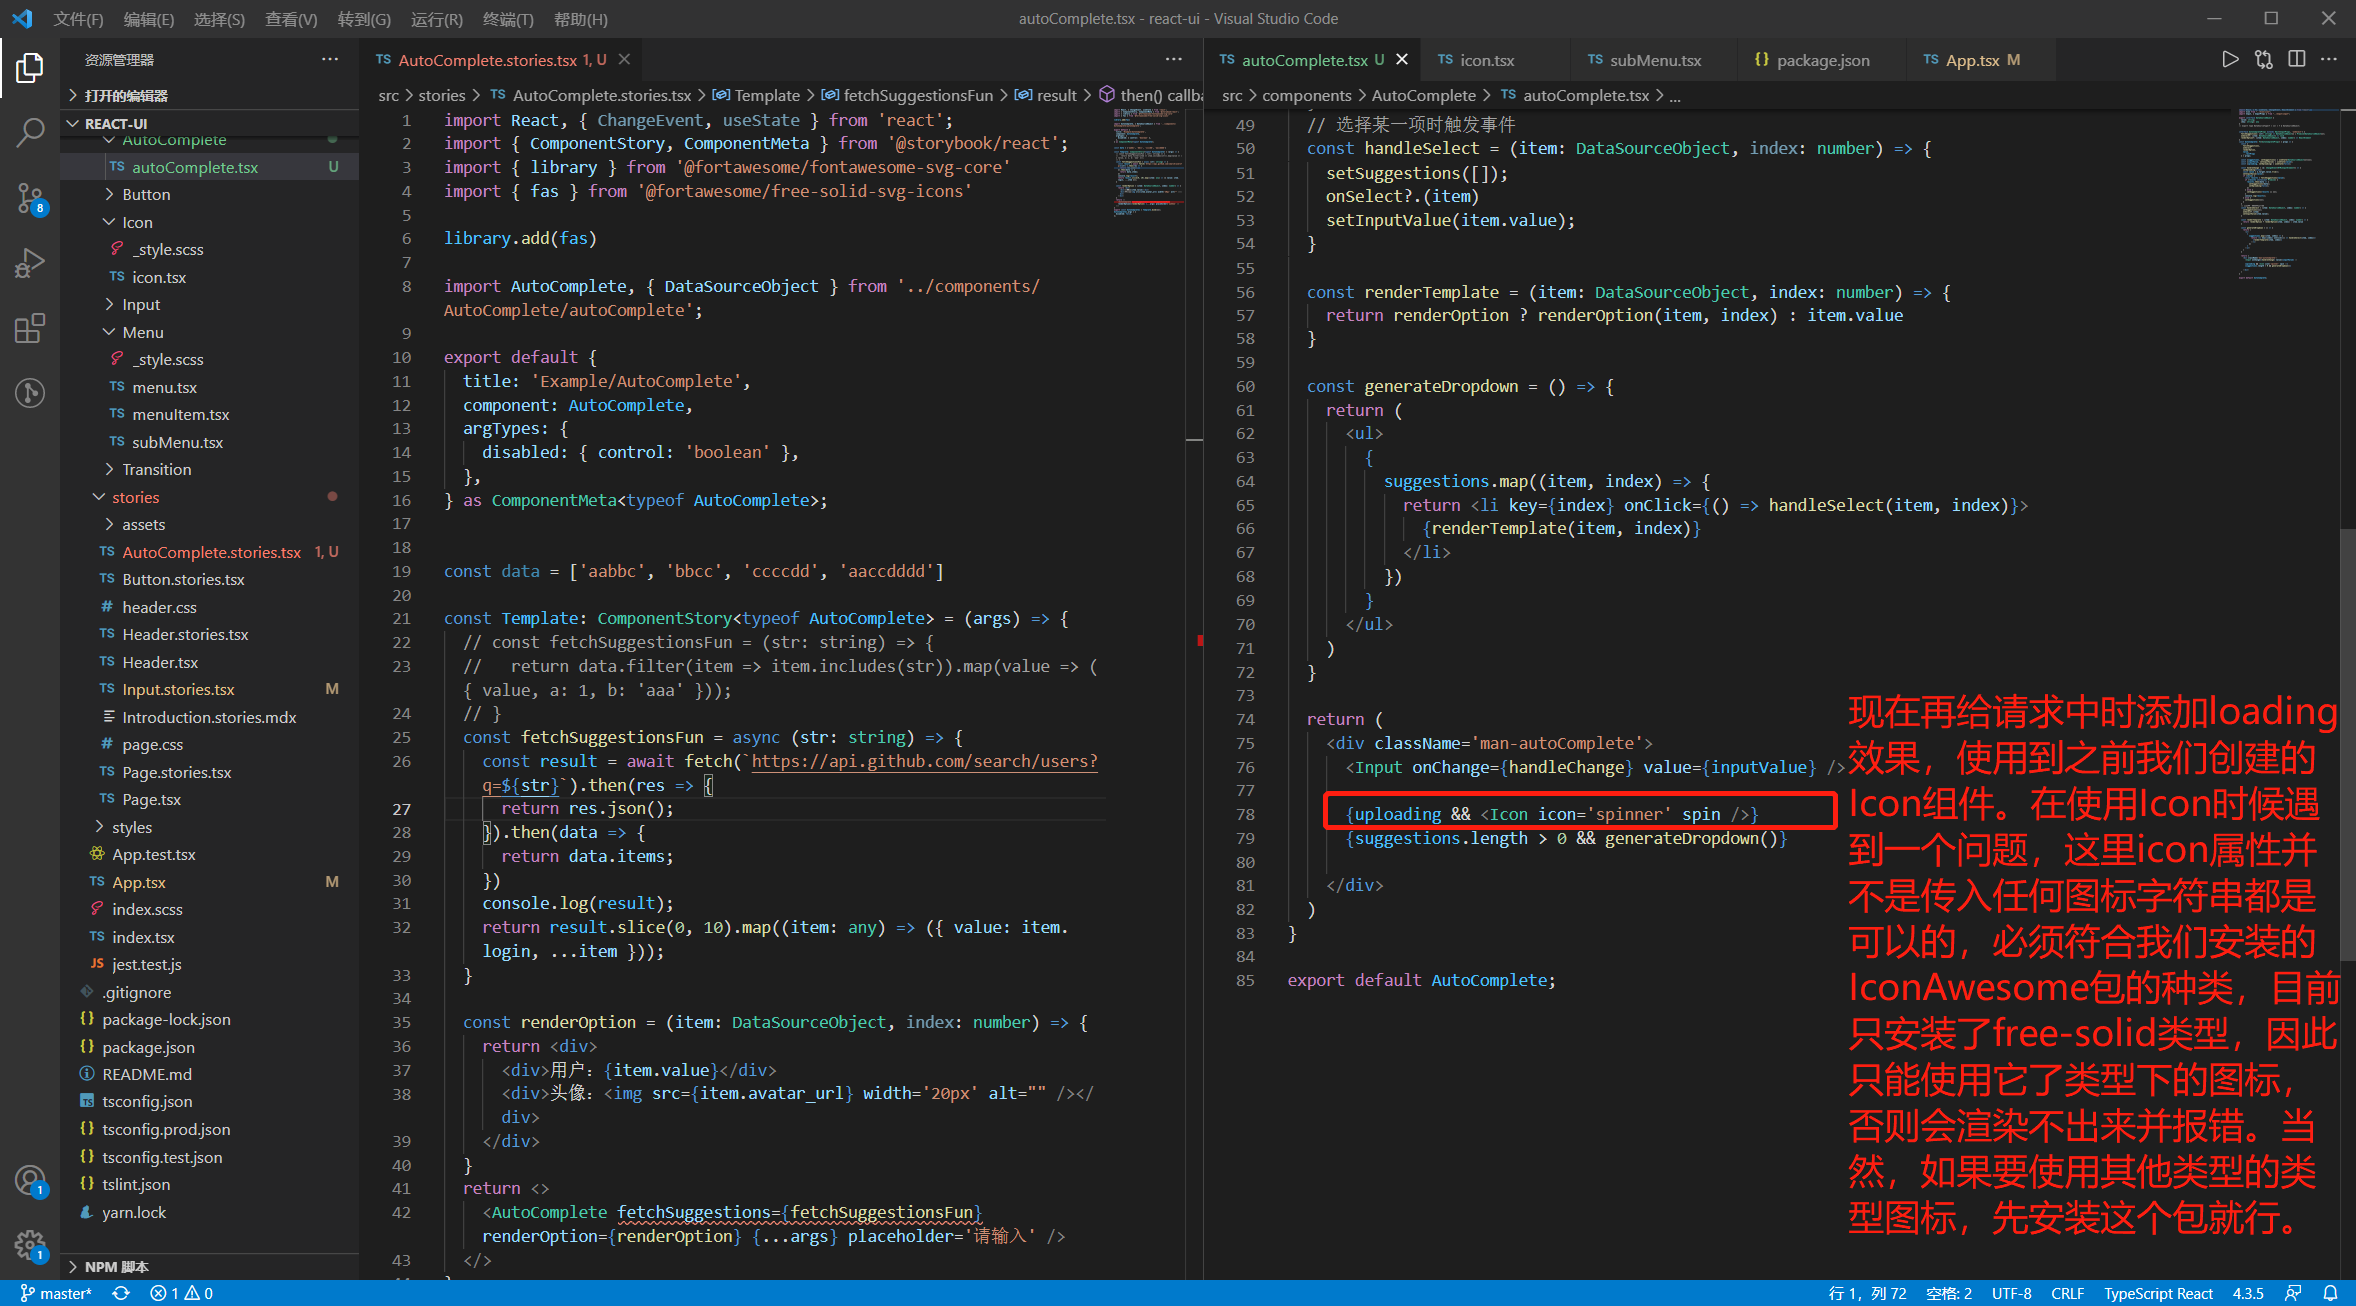 文件(F) 编辑(E) 选择(S) 查看(V) 转到(G) 运行(R) 终端(T) 帮助(H)
autoComplete.tsx - react-ui - Visual Studio Code
资源管理器 ···
打开的编辑器
REACT-UI
AutoComplete
TS autoComplete.tsx U
Button
Icon
_style.scss
TS icon.tsx
Input
Menu
_style.scss
TS menu.tsx
TS menuItem.tsx
TS subMenu.tsx
Transition
stories
assets
TS AutoComplete.stories.tsx 1, U
TS Button.stories.tsx
# header.css
TS Header.stories.tsx
TS Header.tsx
TS Input.stories.tsx M
Introduction.stories.mdx
# page.css
TS Page.stories.tsx
TS Page.tsx
styles
App.test.tsx
TS App.tsx M
index.scss
TS index.tsx
JS jest.test.js
.gitignore
{} package-lock.json
{} package.json
README.md
tsconfig.json
{} tsconfig.prod.json
{} tsconfig.test.json
{} tslint.json
yarn.lock
NPM 脚本
8
1
1
TS AutoComplete.stories.tsx 1, U ×
src > stories > TS AutoComplete.stories.tsx > Template > fetchSuggestionsFun > result > then() callba
1 import React, { ChangeEvent, useState } from 'react';
2 import { ComponentStory, ComponentMeta } from '@storybook/react';
3 import { library } from '@fortawesome/fontawesome-svg-core'
4 import { fas } from '@fortawesome/free-solid-svg-icons'
5
6 library.add(fas)
7
8 import AutoComplete, { DataSourceObject } from '../components/
AutoComplete/autoComplete';
9
10 export default {
11 title: 'Example/AutoComplete',
12 component: AutoComplete,
13 argTypes: {
14 disabled: { control: 'boolean' },
15 },
16 } as ComponentMeta<typeof AutoComplete>;
17
18
19 const data = ['aabbc', 'bbcc', 'ccccdd', 'aaccdddd']
20
21 const Template: ComponentStory<typeof AutoComplete> = (args) => {
22 // const fetchSuggestionsFun = (str: string) => {
23 // return data.filter(item => item.includes(str)).map(value => (
{ value, a: 1, b: 'aaa' }));
24 // }
25 const fetchSuggestionsFun = async (str: string) => {
26 const result = await fetch(`https://api.github.com/search/users?
q=${str}`).then(res => {
27 return res.json();
28 }).then(data => {
29 return data.items;
30 })
31 console.log(result);
32 return result.slice(0, 10).map((item: any) => ({ value: item.
login, ...item }));
33 }
34
35 const renderOption = (item: DataSourceObject, index: number) => {
36 return <div>
37 <div>用户: {item.value}</div>
38 <div>头像: <img src={item.avatar_url} width='20px' alt="" /></
div>
39 </div>
40 }
41 return <>
42 <AutoComplete fetchSuggestions={fetchSuggestionsFun}
renderOption={renderOption} {...args} placeholder='请输入' />
43 </>
TS autoComplete.tsx U × TS icon.tsx TS subMenu.tsx {} package.json TS App.tsx M
src > components > AutoComplete > TS autoComplete.tsx > ...
49 // 选择某一项时触发事件
50 const handleSelect = (item: DataSourceObject, index: number) => {
51 setSuggestions([]);
52 onSelect?.(item)
53 setInputValue(item.value);
54 }
55
56 const renderTemplate = (item: DataSourceObject, index: number) => {
57 return renderOption ? renderOption(item, index) : item.value
58 }
59
60 const generateDropdown = () => {
61 return (
62 <ul>
63 {
64 suggestions.map((item, index) => {
65 return <li key={index} onClick={() => handleSelect(item, index)}>
66 {renderTemplate(item, index)}
67 </li>
68 })
69 }
70 </ul>
71 )
72 }
73
74 return (
75 <div className='man-autoComplete'>
76 <Input onChange={handleChange} value={inputValue} />
77
78 {uploading && <Icon icon='spinner' spin />}
79 {suggestions.length > 0 && generateDropdown()}
80
81 </div>
82 )
83 }
84
85 export default AutoComplete;
现在再给请求中时添加loading
效果，使用到之前我们创建的
Icon组件。在使用Icon时候遇
到一个问题，这里icon属性并
不是传入任何图标字符串都是
可以的，必须符合我们安装的
IconAwesome包的种类，目前
只安装了free-solid类型，因此
只能使用它了类型下的图标，
否则会渲染不出来并报错。当
然，如果要使用其他类型的类
型图标，先安装这个包就行。
master* 1 0
行 1，列 72 空格: 2 UTF-8 CRLF TypeScript React 4.3.5